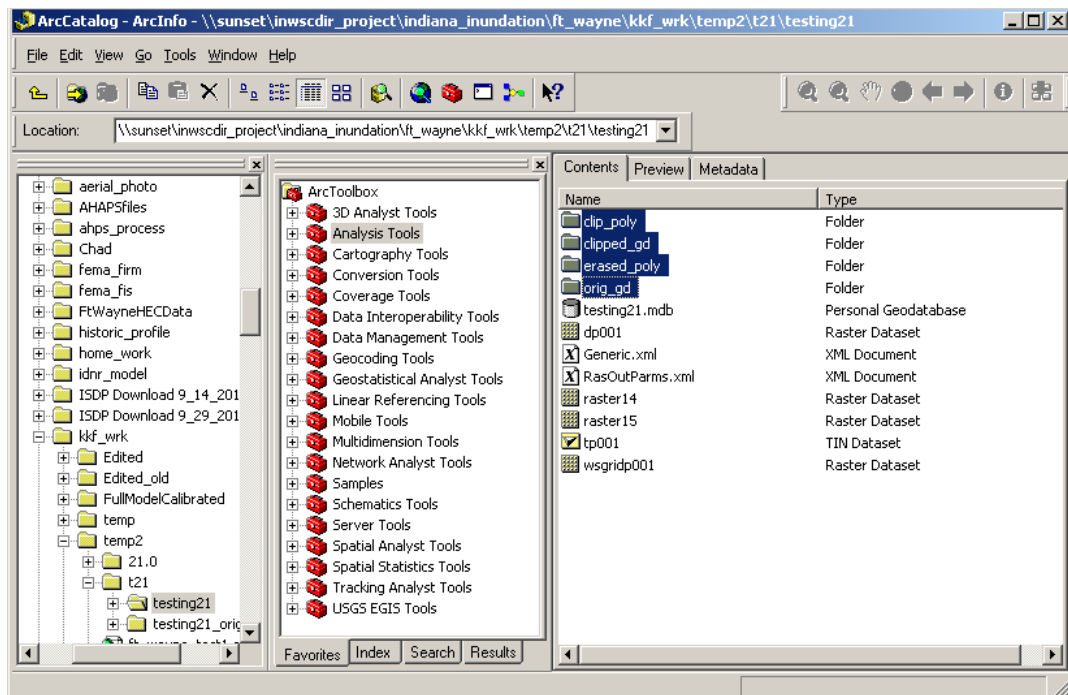 ArcCatalog - ArcInfo - \\sunset\inwscdir_project\indiana_inundation\ft_wayne\kkf_wrk\temp2\t21\testing21
File Edit View Go Tools Window Help
Location: \\sunset\inwscdir_project\indiana_inundation\ft_wayne\kkf_wrk\temp2\t21\testing21
aerial_photo
AHAPSfiles
ahps_process
Chad
fema_firm
fema_fis
FtWayneHECData
historic_profile
home_work
idnr_model
ISDP Download 9_14_201
ISDP Download 9_29_201
kkf_wrk
Edited
Edited_old
FullModelCalibrated
temp
temp2
21.0
t21
testing21
testing21_orig
ArcToolbox
3D Analyst Tools
Analysis Tools
Cartography Tools
Conversion Tools
Coverage Tools
Data Interoperability Tools
Data Management Tools
Geocoding Tools
Geostatistical Analyst Tools
Linear Referencing Tools
Mobile Tools
Multidimension Tools
Network Analyst Tools
Samples
Schematics Tools
Server Tools
Spatial Analyst Tools
Spatial Statistics Tools
Tracking Analyst Tools
USGS EGIS Tools
Favorites Index Search Results
Contents Preview Metadata
Name Type
clip_poly Folder
clipped_gd Folder
erased_poly Folder
orig_gd Folder
testing21.mdb Personal Geodatabase
dp001 Raster Dataset
Generic.xml XML Document
RasOutParms.xml XML Document
raster14 Raster Dataset
raster15 Raster Dataset
tp001 TIN Dataset
wsgridp001 Raster Dataset